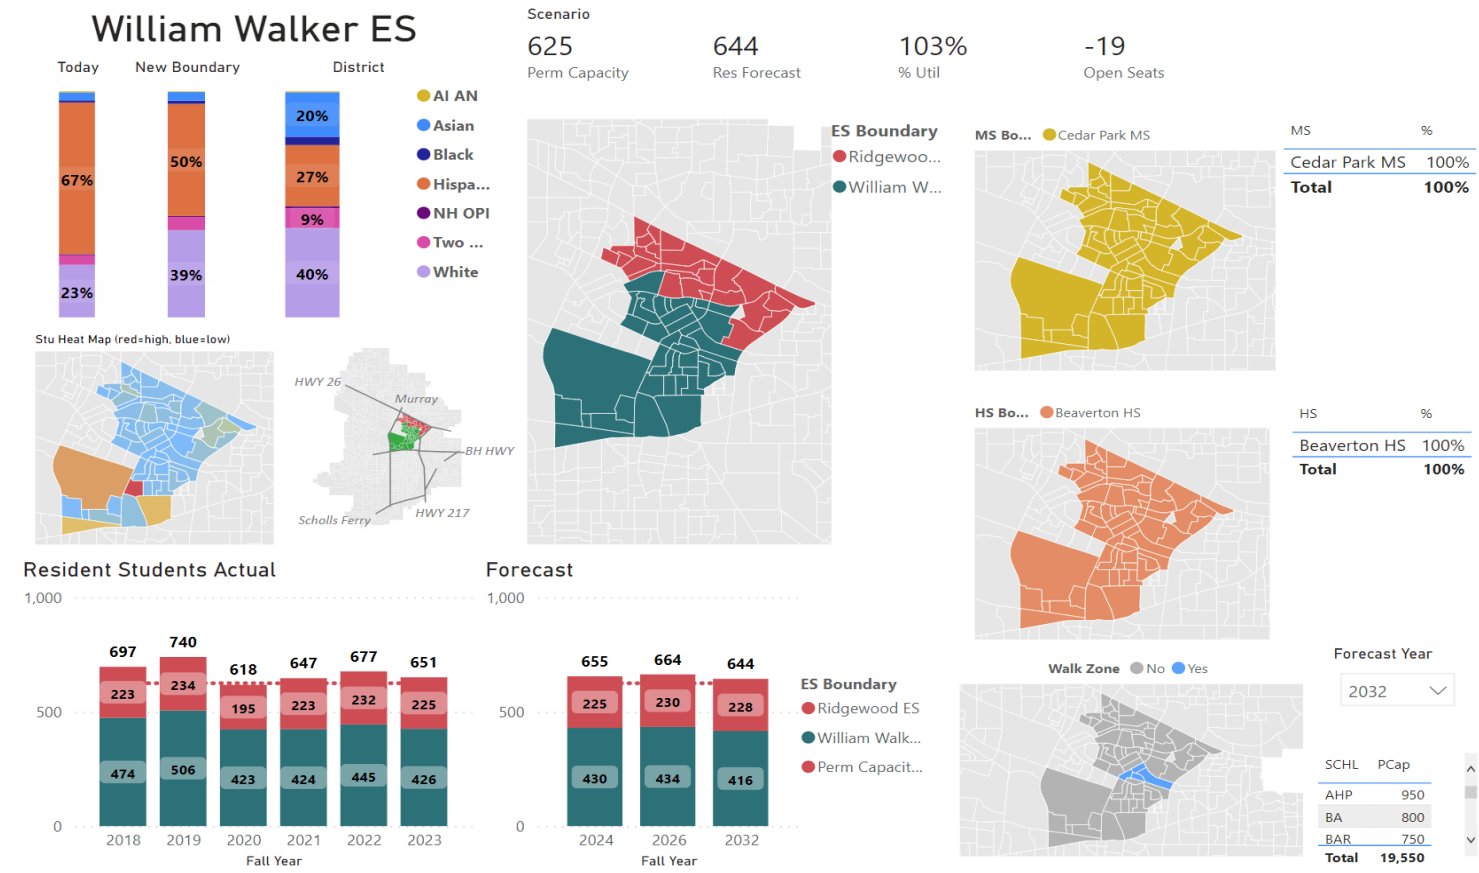 William Walker ES
Today
New Boundary
District
67%
23%
50%
39%
20%
27%
9%
40%
AI AN
Asian
Black
Hispa...
NH OPI
Two ...
White
Scenario
625
Perm Capacity
644
Res Forecast
103%
% Util
-19
Open Seats
ES Boundary
Ridgewoo...
William W...
MS Bo...
Cedar Park MS
MS %
Cedar Park MS 100%
Total 100%
Stu Heat Map (red=high, blue=low)
HWY 26
Murray
BH HWY
HWY 217
Scholls Ferry
HS Bo...
Beaverton HS
HS %
Beaverton HS 100%
Total 100%
Resident Students Actual
1,000
500
0
697
223
474
740
234
506
618
195
423
647
223
424
677
232
445
651
225
426
2018 2019 2020 2021 2022 2023
Fall Year
Forecast
1,000
500
0
655
225
430
664
230
434
644
228
416
2024 2026 2032
Fall Year
ES Boundary
Ridgewood ES
William Walk...
Perm Capacit...
Walk Zone
No
Yes
Forecast Year
2032
SCHL PCap
AHP 950
BA 800
BAR 750
Total 19,550